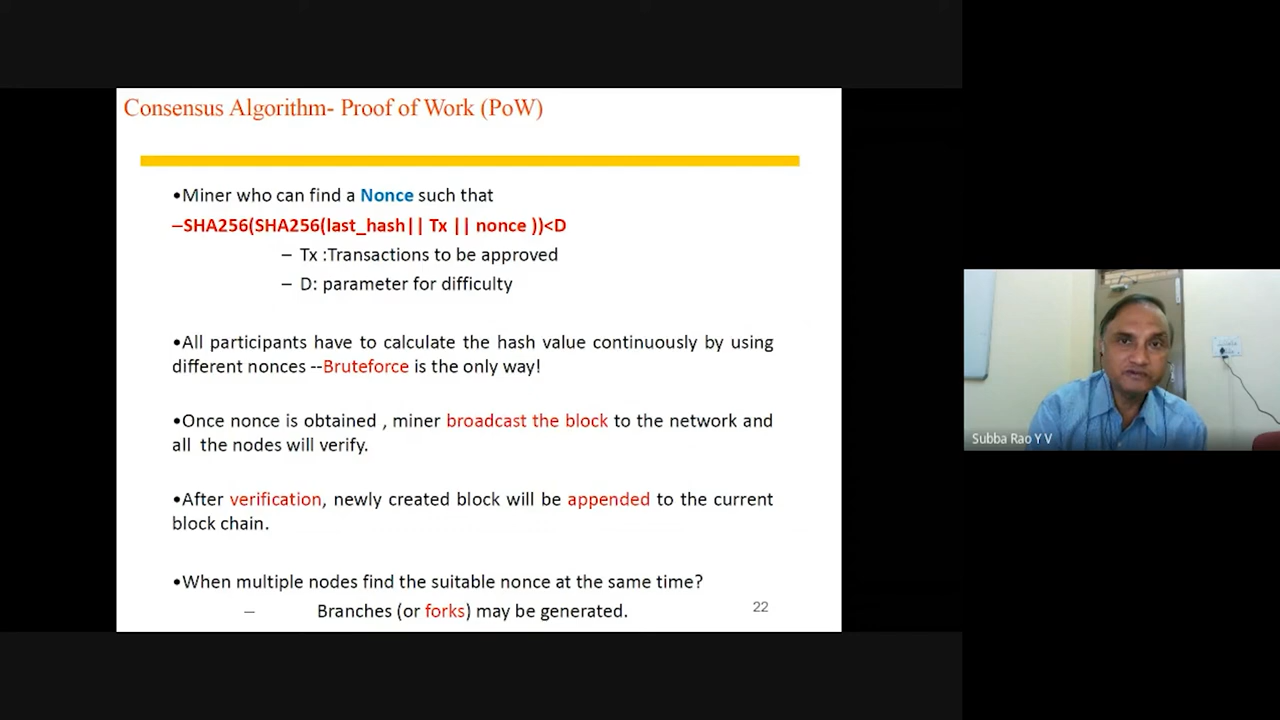 Consensus Algorithm- Proof of Work (PoW)
•Miner who can find a Nonce such that
–SHA256(SHA256(last_hash|| Tx || nonce ))<D
– Tx :Transactions to be approved
– D: parameter for difficulty
•All participants have to calculate the hash value continuously by using
different nonces --Bruteforce is the only way!
•Once nonce is obtained , miner broadcast the block to the network and
all the nodes will verify.
•After verification, newly created block will be appended to the current
block chain.
•When multiple nodes find the suitable nonce at the same time?
– Branches (or forks) may be generated.
22
Subba Rao Y V